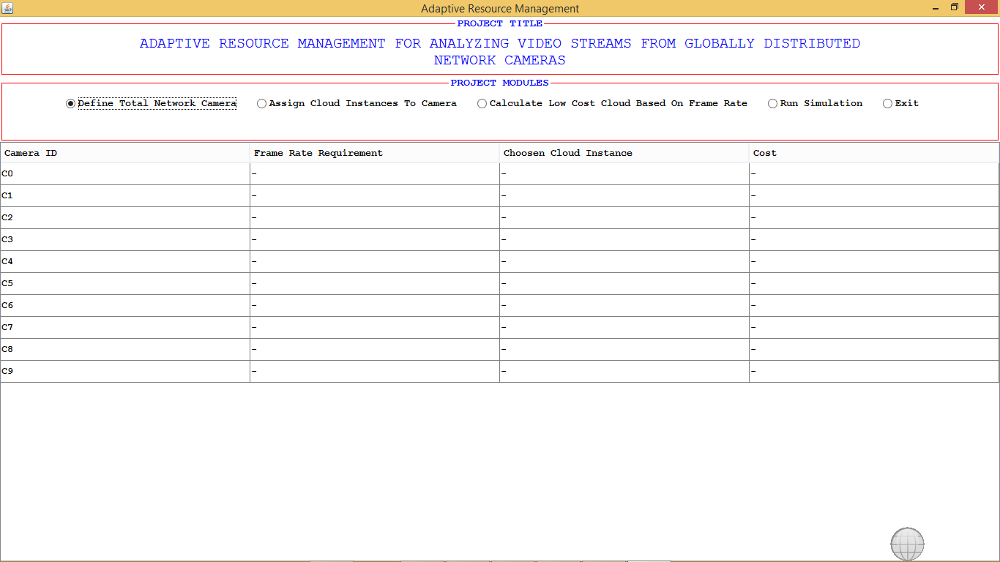 Adaptive Resource Management
PROJECT TITLE
ADAPTIVE RESOURCE MANAGEMENT FOR ANALYZING VIDEO STREAMS FROM GLOBALLY DISTRIBUTED
NETWORK CAMERAS
PROJECT MODULES
Define Total Network Camera Assign Cloud Instances To Camera Calculate Low Cost Cloud Based On Frame Rate Run Simulation Exit
Camera ID Frame Rate Requirement Choosen Cloud Instance Cost
C0 - - -
C1 - - -
C2 - - -
C3 - - -
C4 - - -
C5 - - -
C6 - - -
C7 - - -
C8 - - -
C9 - - -